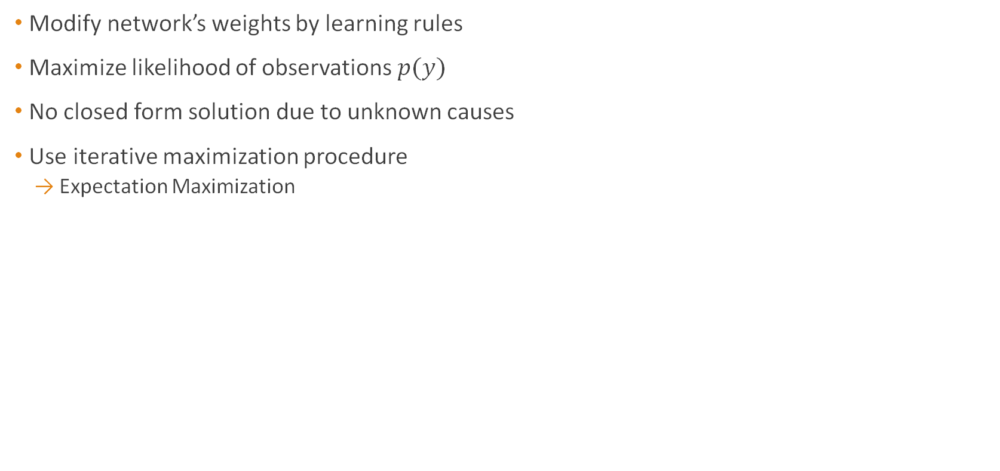 • Modify network’s weights by learning rules
• Maximize likelihood of observations p(y)
• No closed form solution due to unknown causes
• Use iterative maximization procedure
→ Expectation Maximization